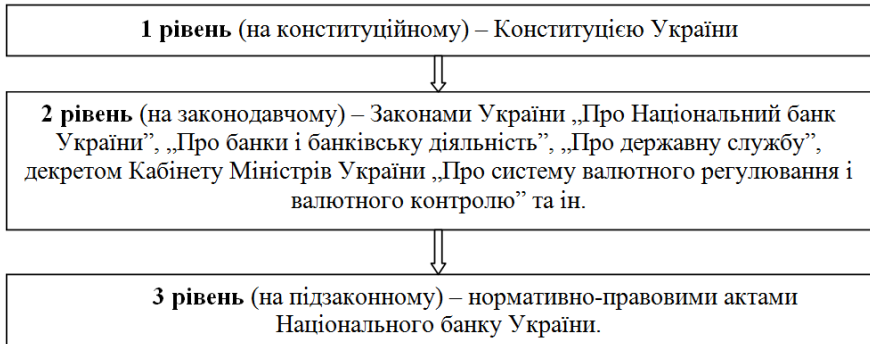 1 рівень (на конституційному) – Конституцією України
2 рівень (на законодавчому) – Законами України „Про Національний банк
України”, „Про банки і банківську діяльність”, „Про державну службу”,
декретом Кабінету Міністрів України „Про систему валютного регулювання і
валютного контролю” та ін.
3 рівень (на підзаконному) – нормативно-правовими актами
Національного банку України.